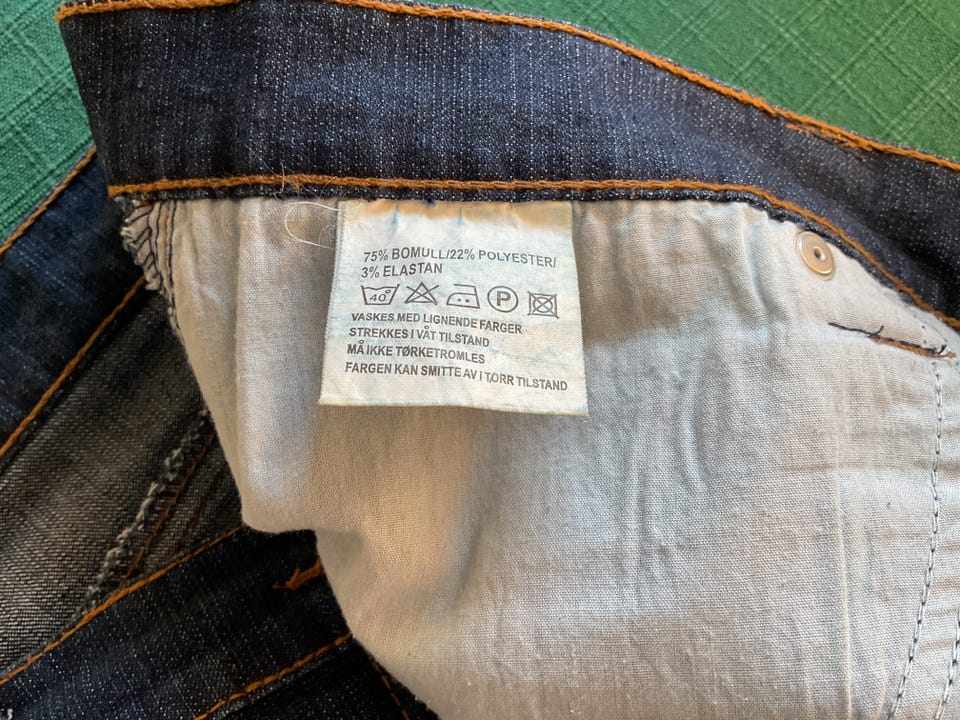 75% BOMULL/22% POLYESTER/
3% ELASTAN
40° P
VASKES MED LIGNENDE FARGER
STREKKES I VÅT TILSTAND
MÅ IKKE TØRKETROMLES
FARGEN KAN SMITTE AV I TØRR TILSTAND